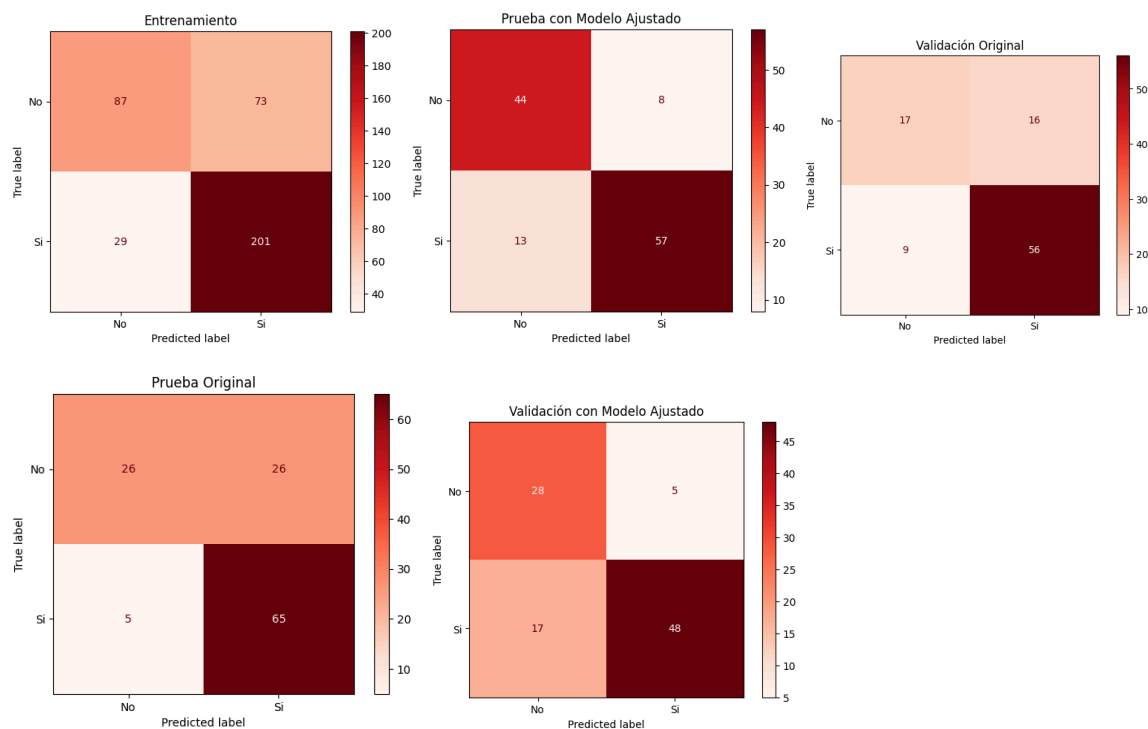 Entrenamiento
No
Si
True label
87
73
29
201
No
Si
Predicted label
200
180
160
140
120
100
80
60
40
Prueba con Modelo Ajustado
No
Si
True label
44
8
13
57
No
Si
Predicted label
50
40
30
20
10
Validación Original
No
Si
True label
17
16
9
56
No
Si
Predicted label
50
40
30
20
10
Prueba Original
No
Si
True label
26
26
5
65
No
Si
Predicted label
60
50
40
30
20
10
Validación con Modelo Ajustado
No
Si
True label
28
5
17
48
No
Si
Predicted label
45
40
35
30
25
20
15
10
5